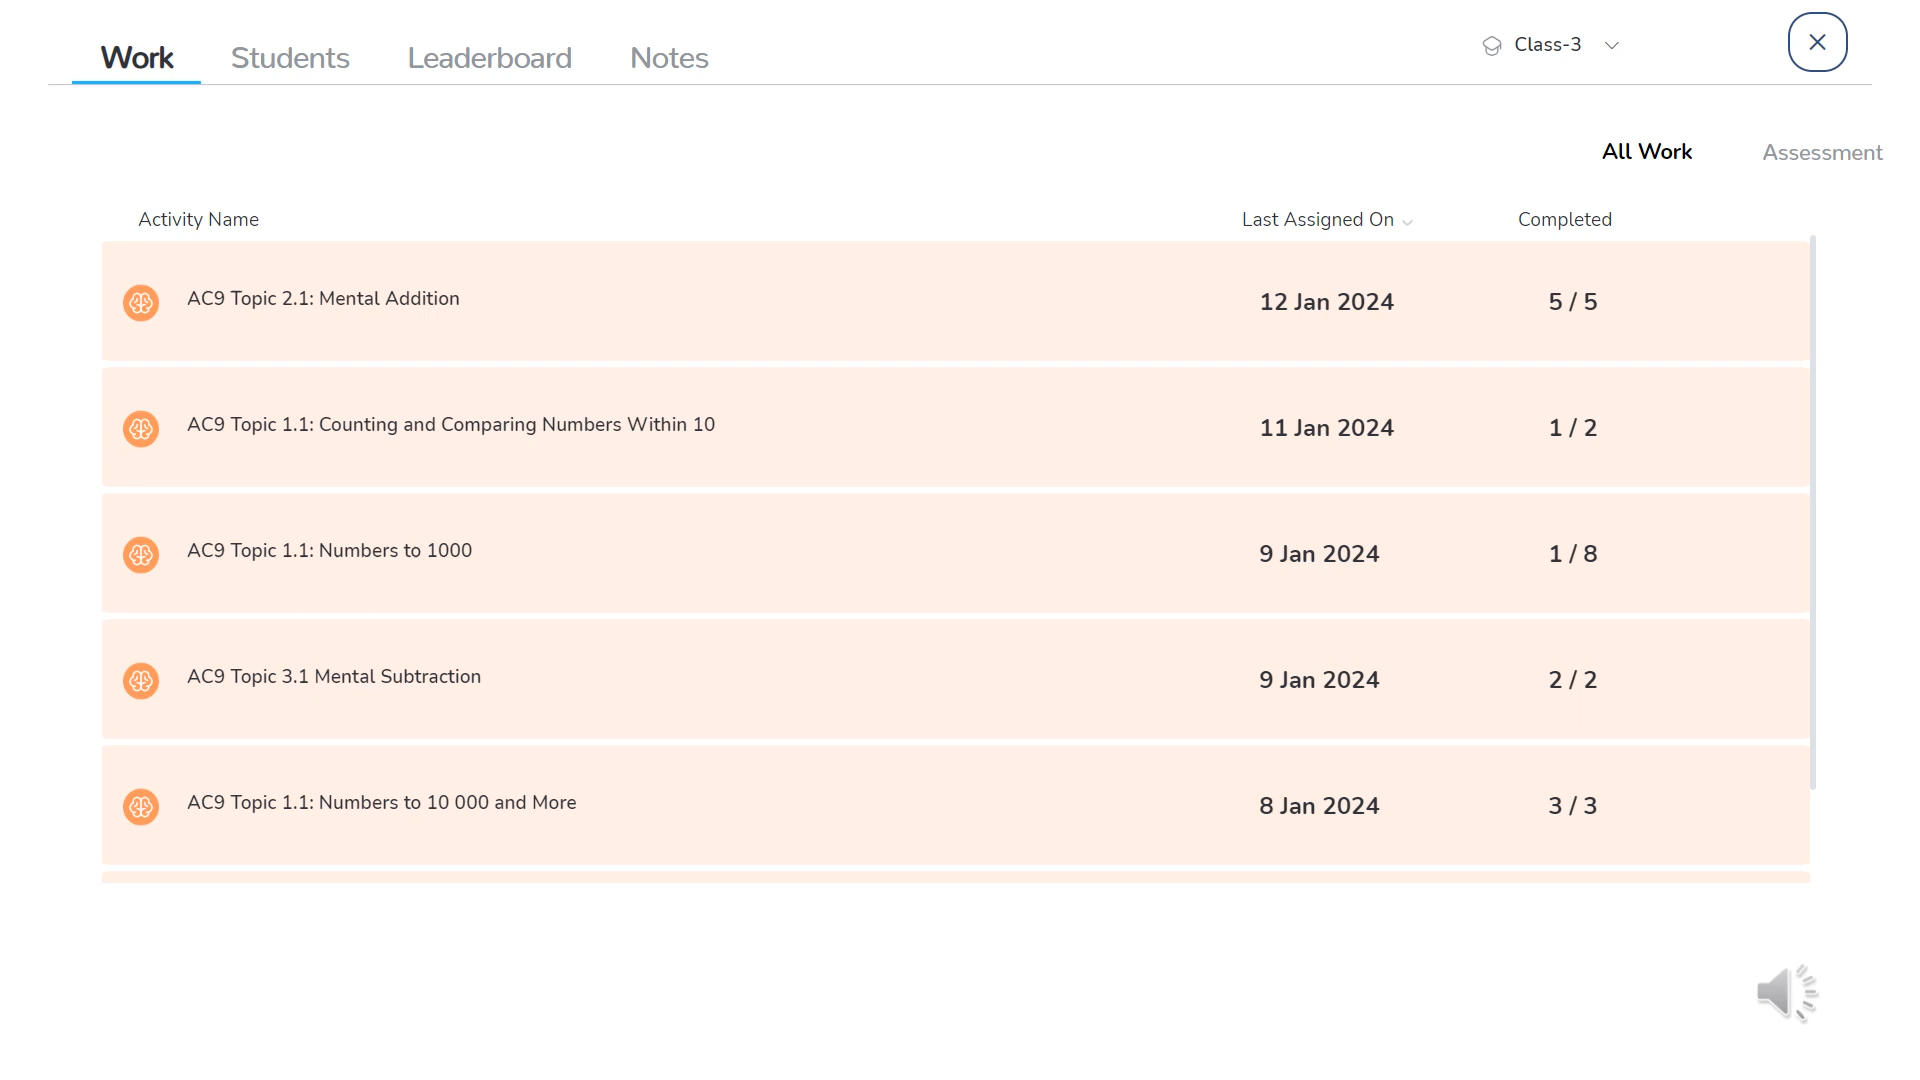 Work Students Leaderboard Notes Class-3
All Work Assessment
Activity Name Last Assigned On Completed
AC9 Topic 2.1: Mental Addition 12 Jan 2024 5 / 5
AC9 Topic 1.1: Counting and Comparing Numbers Within 10 11 Jan 2024 1 / 2
AC9 Topic 1.1: Numbers to 1000 9 Jan 2024 1 / 8
AC9 Topic 3.1 Mental Subtraction 9 Jan 2024 2 / 2
AC9 Topic 1.1: Numbers to 10 000 and More 8 Jan 2024 3 / 3